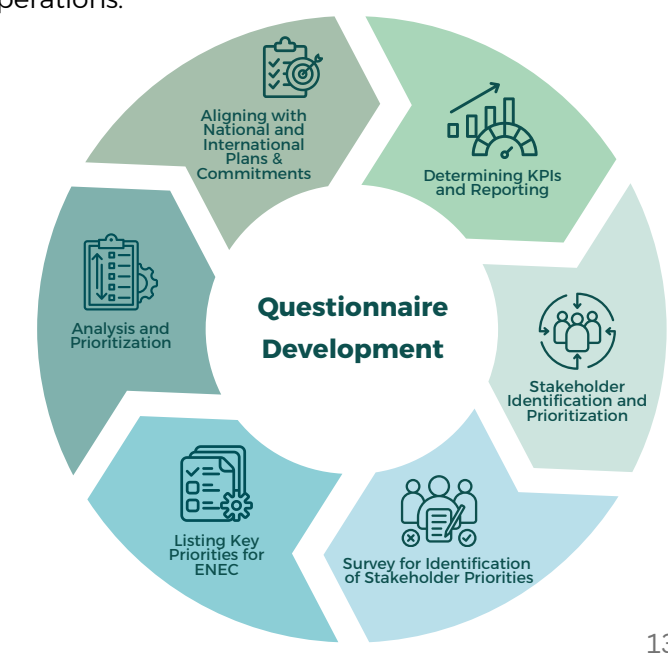 perations.
Aligning with
National and
International
Plans &
Commitments
Determining KPIs
and Reporting
Analysis and
Prioritization
Questionnaire
Development
Stakeholder
Identification and
Prioritization
Listing Key
Priorities for
ENEC
Survey for Identification
of Stakeholder Priorities
13